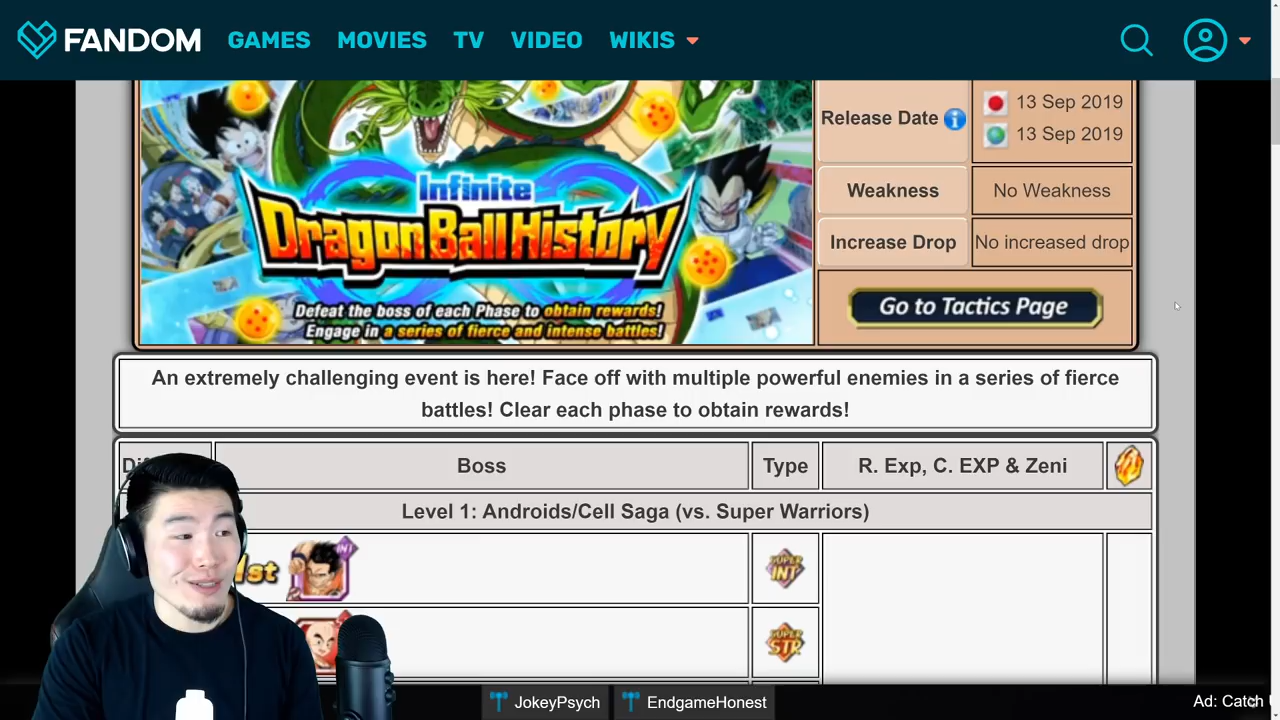 FANDOM GAMES MOVIES TV VIDEO WIKIS
Release Date
13 Sep 2019
13 Sep 2019
Weakness
No Weakness
Increase Drop
No increased drop
Go to Tactics Page
Infinite
Dragon Ball History
Defeat the boss of each Phase to obtain rewards!
Engage in a series of fierce and intense battles!
An extremely challenging event is here! Face off with multiple powerful enemies in a series of fierce
battles! Clear each phase to obtain rewards!
Boss Type R. Exp, C. EXP & Zeni
Level 1: Androids/Cell Saga (vs. Super Warriors)
1st
INT
SUPER INT
SUPER STR
JokeyPsych EndgameHonest
Ad: Catch